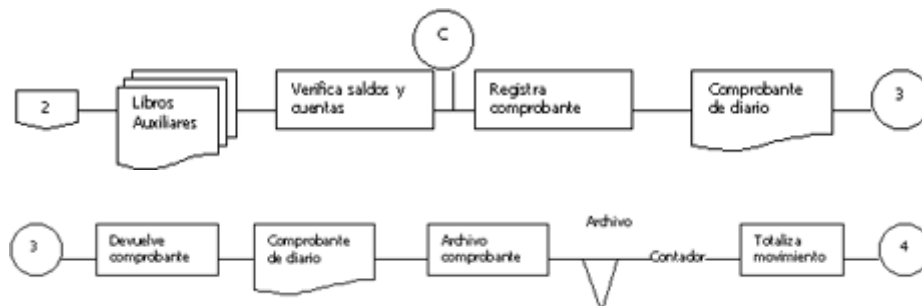 C
2
Libros
Auxiliares
Verifica saldos y
cuentas
Registra
comprobante
Comprobante
de diario
3
3
Devuelve
comprobante
Comprobante
de diario
Archivo
comprobante
Archivo
Contador
Totaliza
movimiento
4